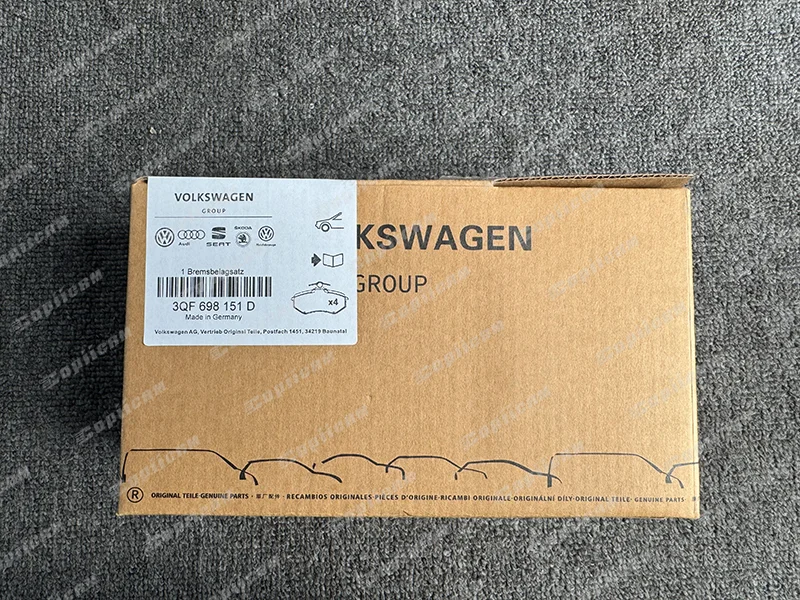 VOLKSWAGEN
GROUP
Audi
SEAT
ŠKODA
1 Bremsbelagsatz
3QF 698 151 D
x4
Made in Germany
Volkswagen AG, Vertrieb Original Teile, Postfach 1451, 34219 Baunatal
KSWAGEN
GROUP
® ORIGINAL TEILE·GENUINE PARTS · 原厂配件 · RECAMBIOS ORIGINALES·PIÈCES D'ORIGINE·RICAMBI ORIGINALI·ORIGINÁLNÍ DÍLY·ORIGINAL TEILE· GENUINE PARTS ·
Sopiicam